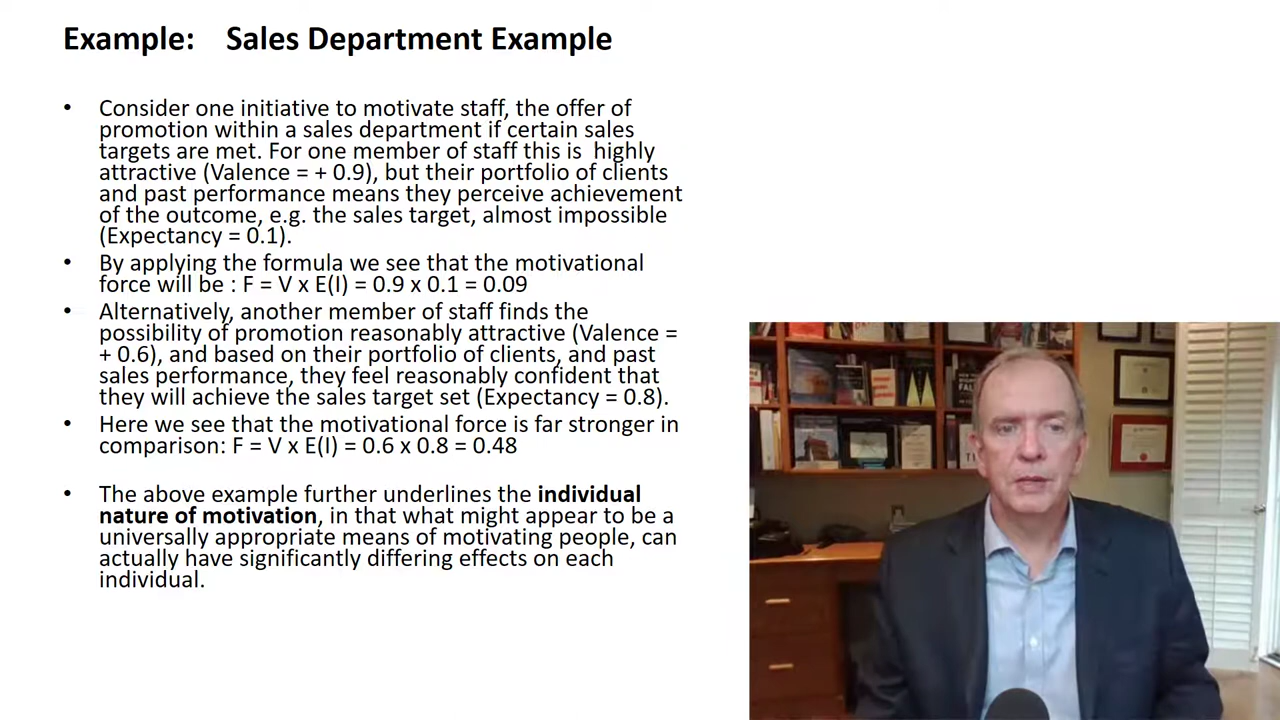 Example: Sales Department Example
• Consider one initiative to motivate staff, the offer of
promotion within a sales department if certain sales
targets are met. For one member of staff this is highly
attractive (Valence = + 0.9), but their portfolio of clients
and past performance means they perceive achievement
of the outcome, e.g. the sales target, almost impossible
(Expectancy = 0.1).
• By applying the formula we see that the motivational
force will be : F = V x E(I) = 0.9 x 0.1 = 0.09
• Alternatively, another member of staff finds the
possibility of promotion reasonably attractive (Valence =
+ 0.6), and based on their portfolio of clients, and past
sales performance, they feel reasonably confident that
they will achieve the sales target set (Expectancy = 0.8).
• Here we see that the motivational force is far stronger in
comparison: F = V x E(I) = 0.6 x 0.8 = 0.48
• The above example further underlines the individual
nature of motivation, in that what might appear to be a
universally appropriate means of motivating people, can
actually have significantly differing effects on each
individual.